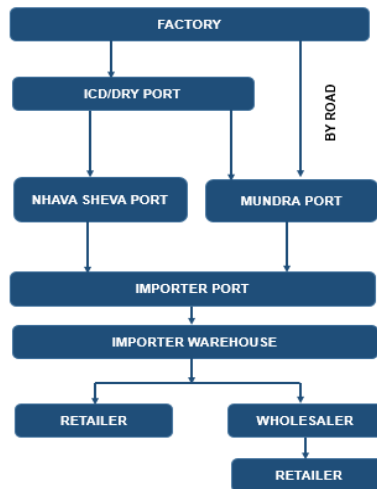 FACTORY
ICD/DRY PORT
BY ROAD
NHAVA SHEVA PORT
MUNDRA PORT
IMPORTER PORT
IMPORTER WAREHOUSE
RETAILER
WHOLESALER
RETAILER